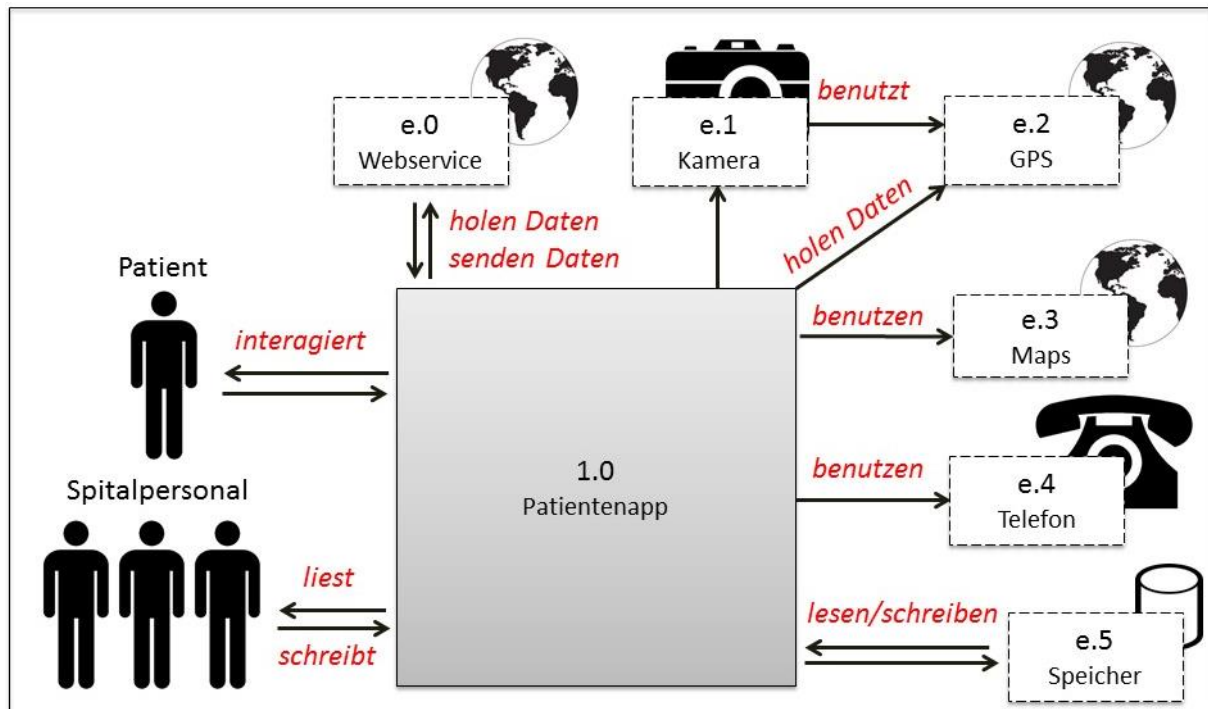 e.0
Webservice
e.1
Kamera
benutzt
e.2
GPS
holen Daten
senden Daten
holen Daten
Patient
interagiert
benutzen
e.3
Maps
1.0
Patientenapp
benutzen
e.4
Telefon
Spitalpersonal
liest
schreibt
lesen/schreiben
e.5
Speicher